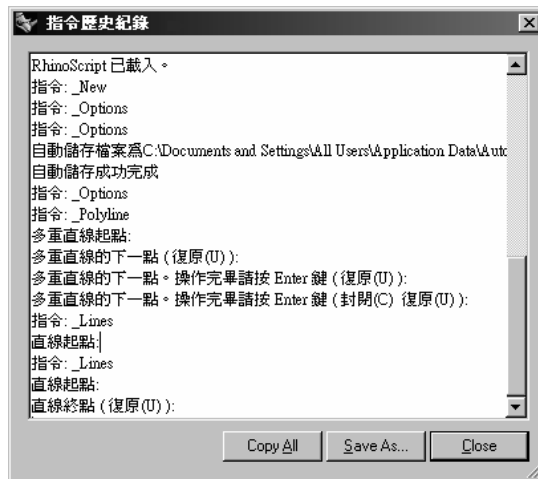 指令歷史紀錄
RhinoScript 已載入。
指令: _New
指令: _Options
指令: _Options
自動儲存檔案爲C:\Documents and Settings\All Users\Application Data\Auto
自動儲存成功完成
指令: _Options
指令: _Polyline
多重直線起點:
多重直線的下一點 ( 復原(U) ):
多重直線的下一點。操作完畢請按 Enter 鍵 ( 復原(U) ):
多重直線的下一點。操作完畢請按 Enter 鍵 ( 封閉(C) 復原(U) ):
指令: _Lines
直線起點:
指令: _Lines
直線起點:
直線終點 ( 復原(U) ):
Copy All Save As... Close